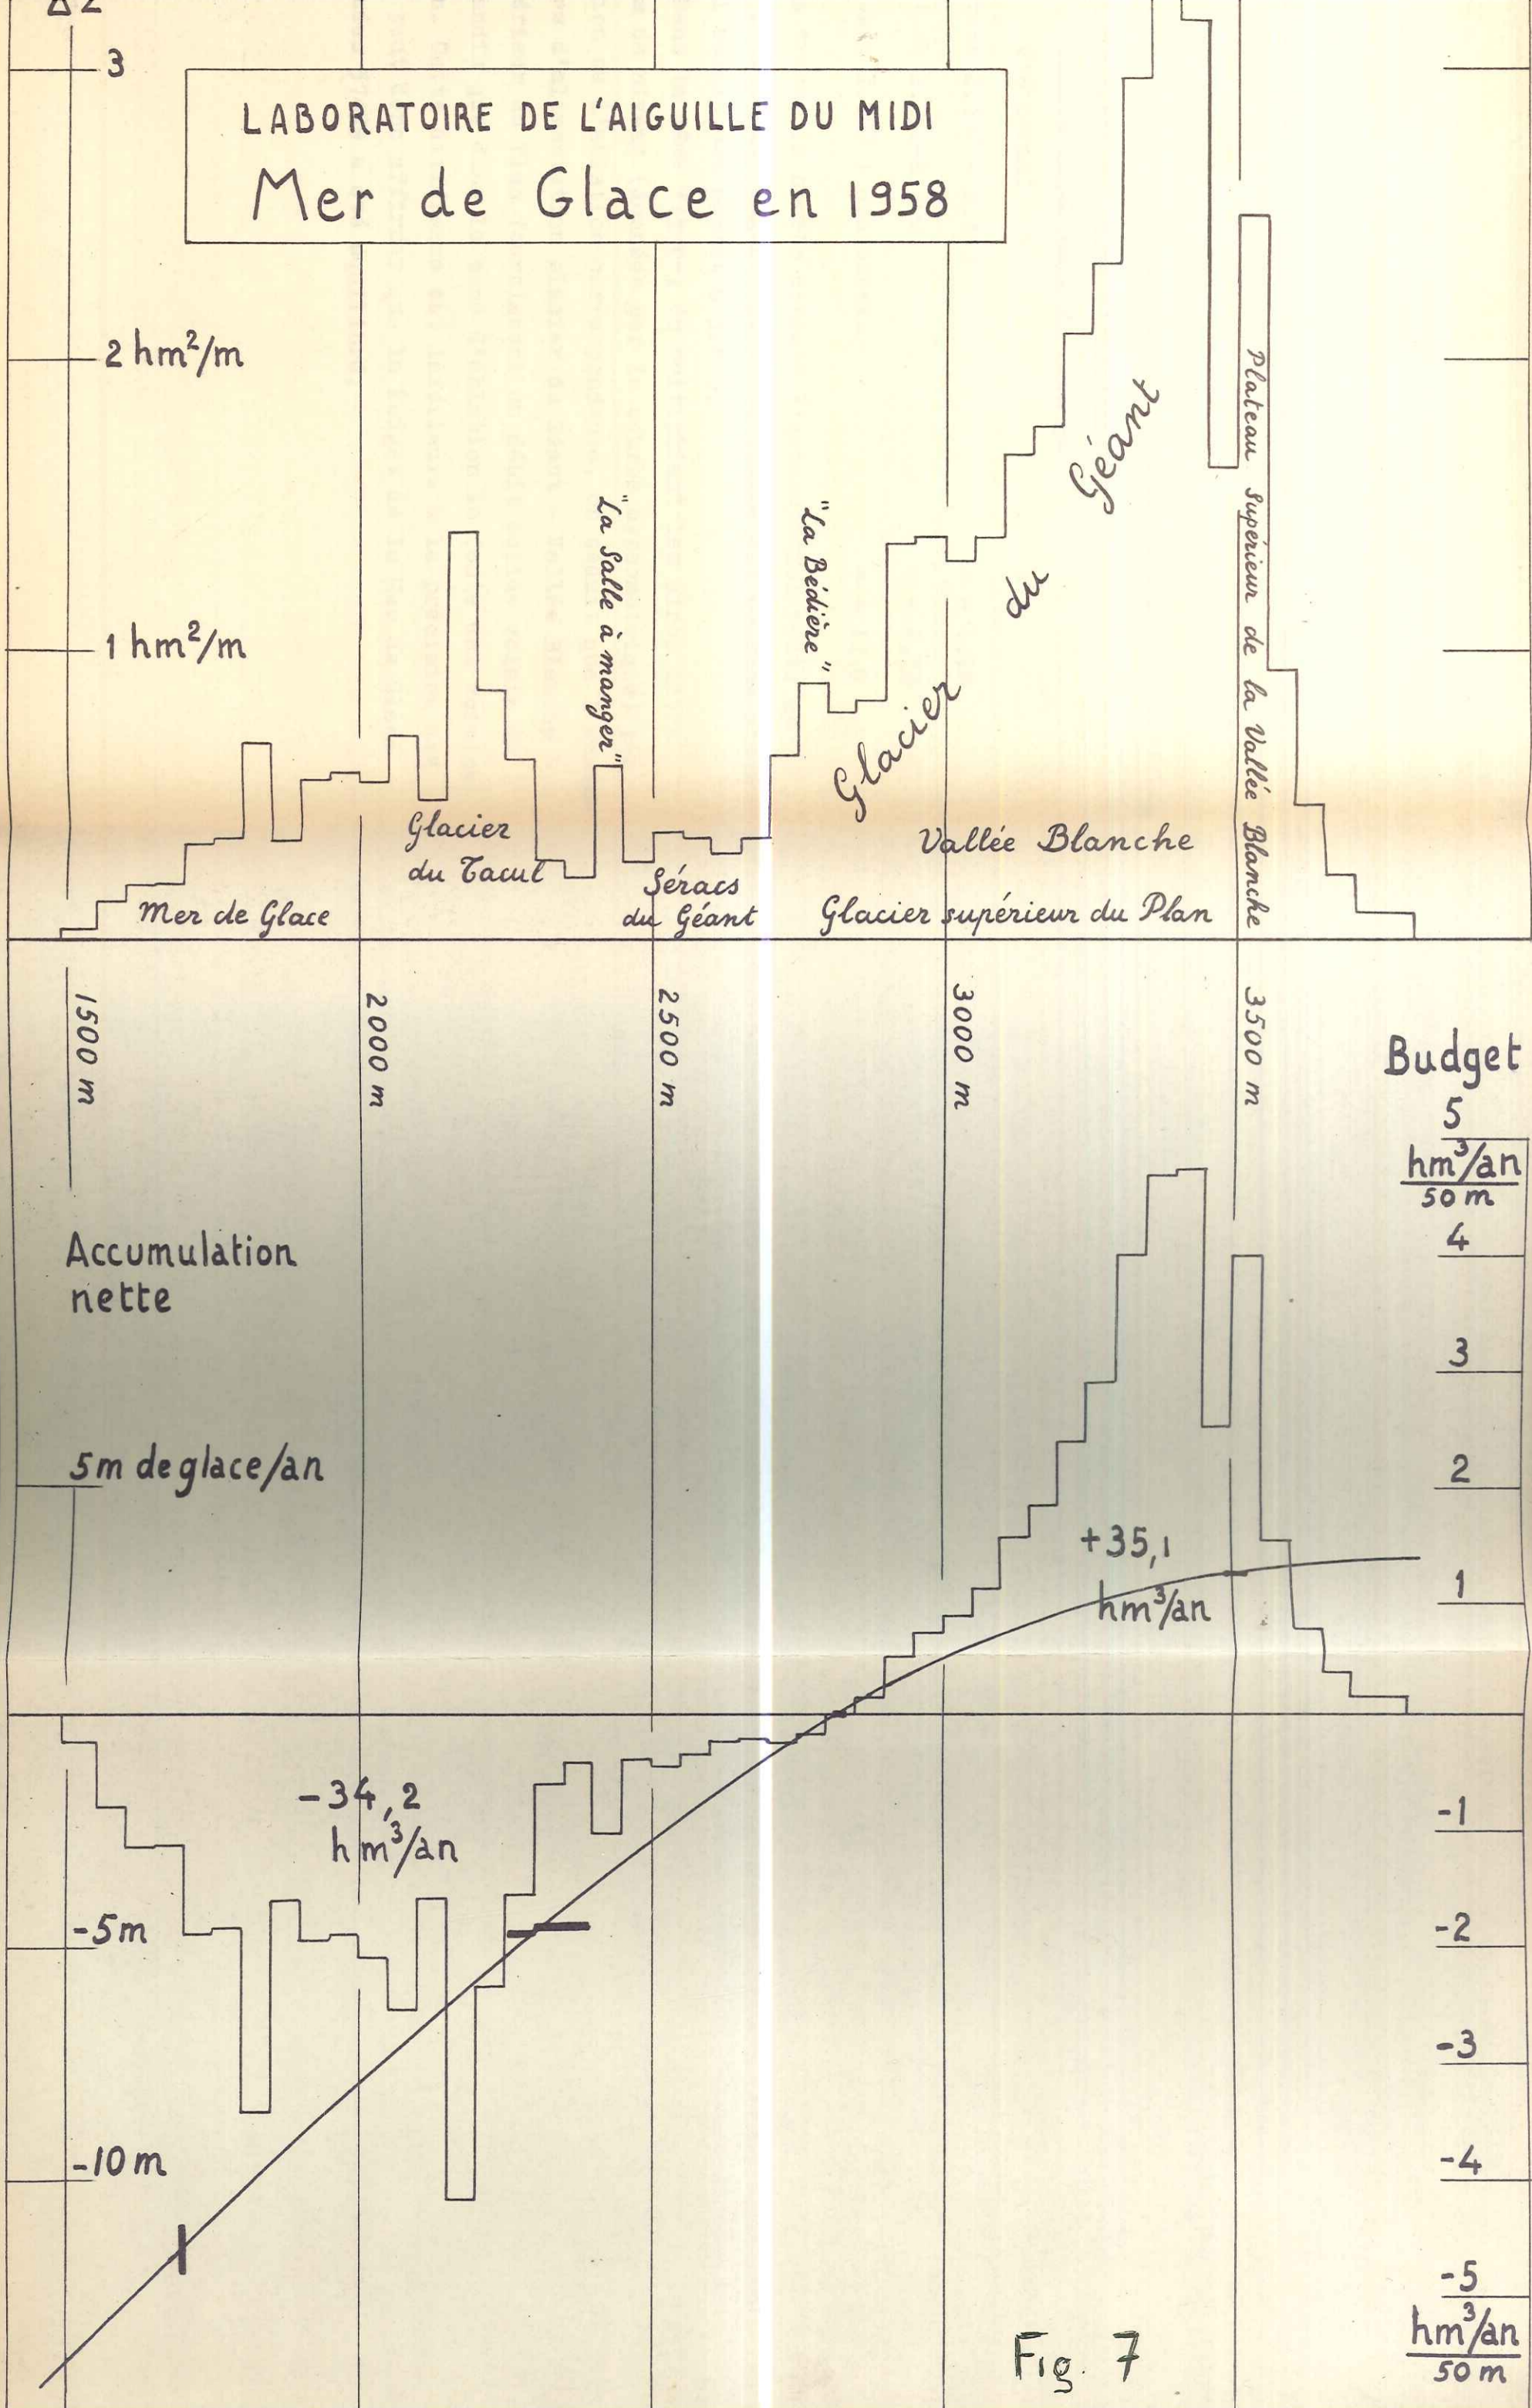 Δz
3
LABORATOIRE DE L'AIGUILLE DU MIDI
Mer de Glace en 1958
2 hm²/m
1 hm²/m
"La Salle à manger"
"La Bédière"
Glacier du Géant
Plateau Supérieur de la Vallée Blanche
Glacier
du Tacul
Séracs
du Géant
Vallée Blanche
Mer de Glace
Glacier supérieur du Plan
1500 m
2000 m
2500 m
3000 m
3500 m
Budget
5
hm³/an
50 m
4
3
2
1
Accumulation
nette
5m de glace/an
+35,1
hm³/an
-34,2
hm³/an
-5m
-10m
-1
-2
-3
-4
-5
hm³/an
50 m
Fig. 7